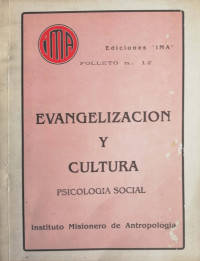 IMA
Ediciones "IMA"
FOLLETO n. 12
EVANGELIZACION
Y
CULTURA
PSICOLOGIA SOCIAL
Instituto Misionero de Antropología